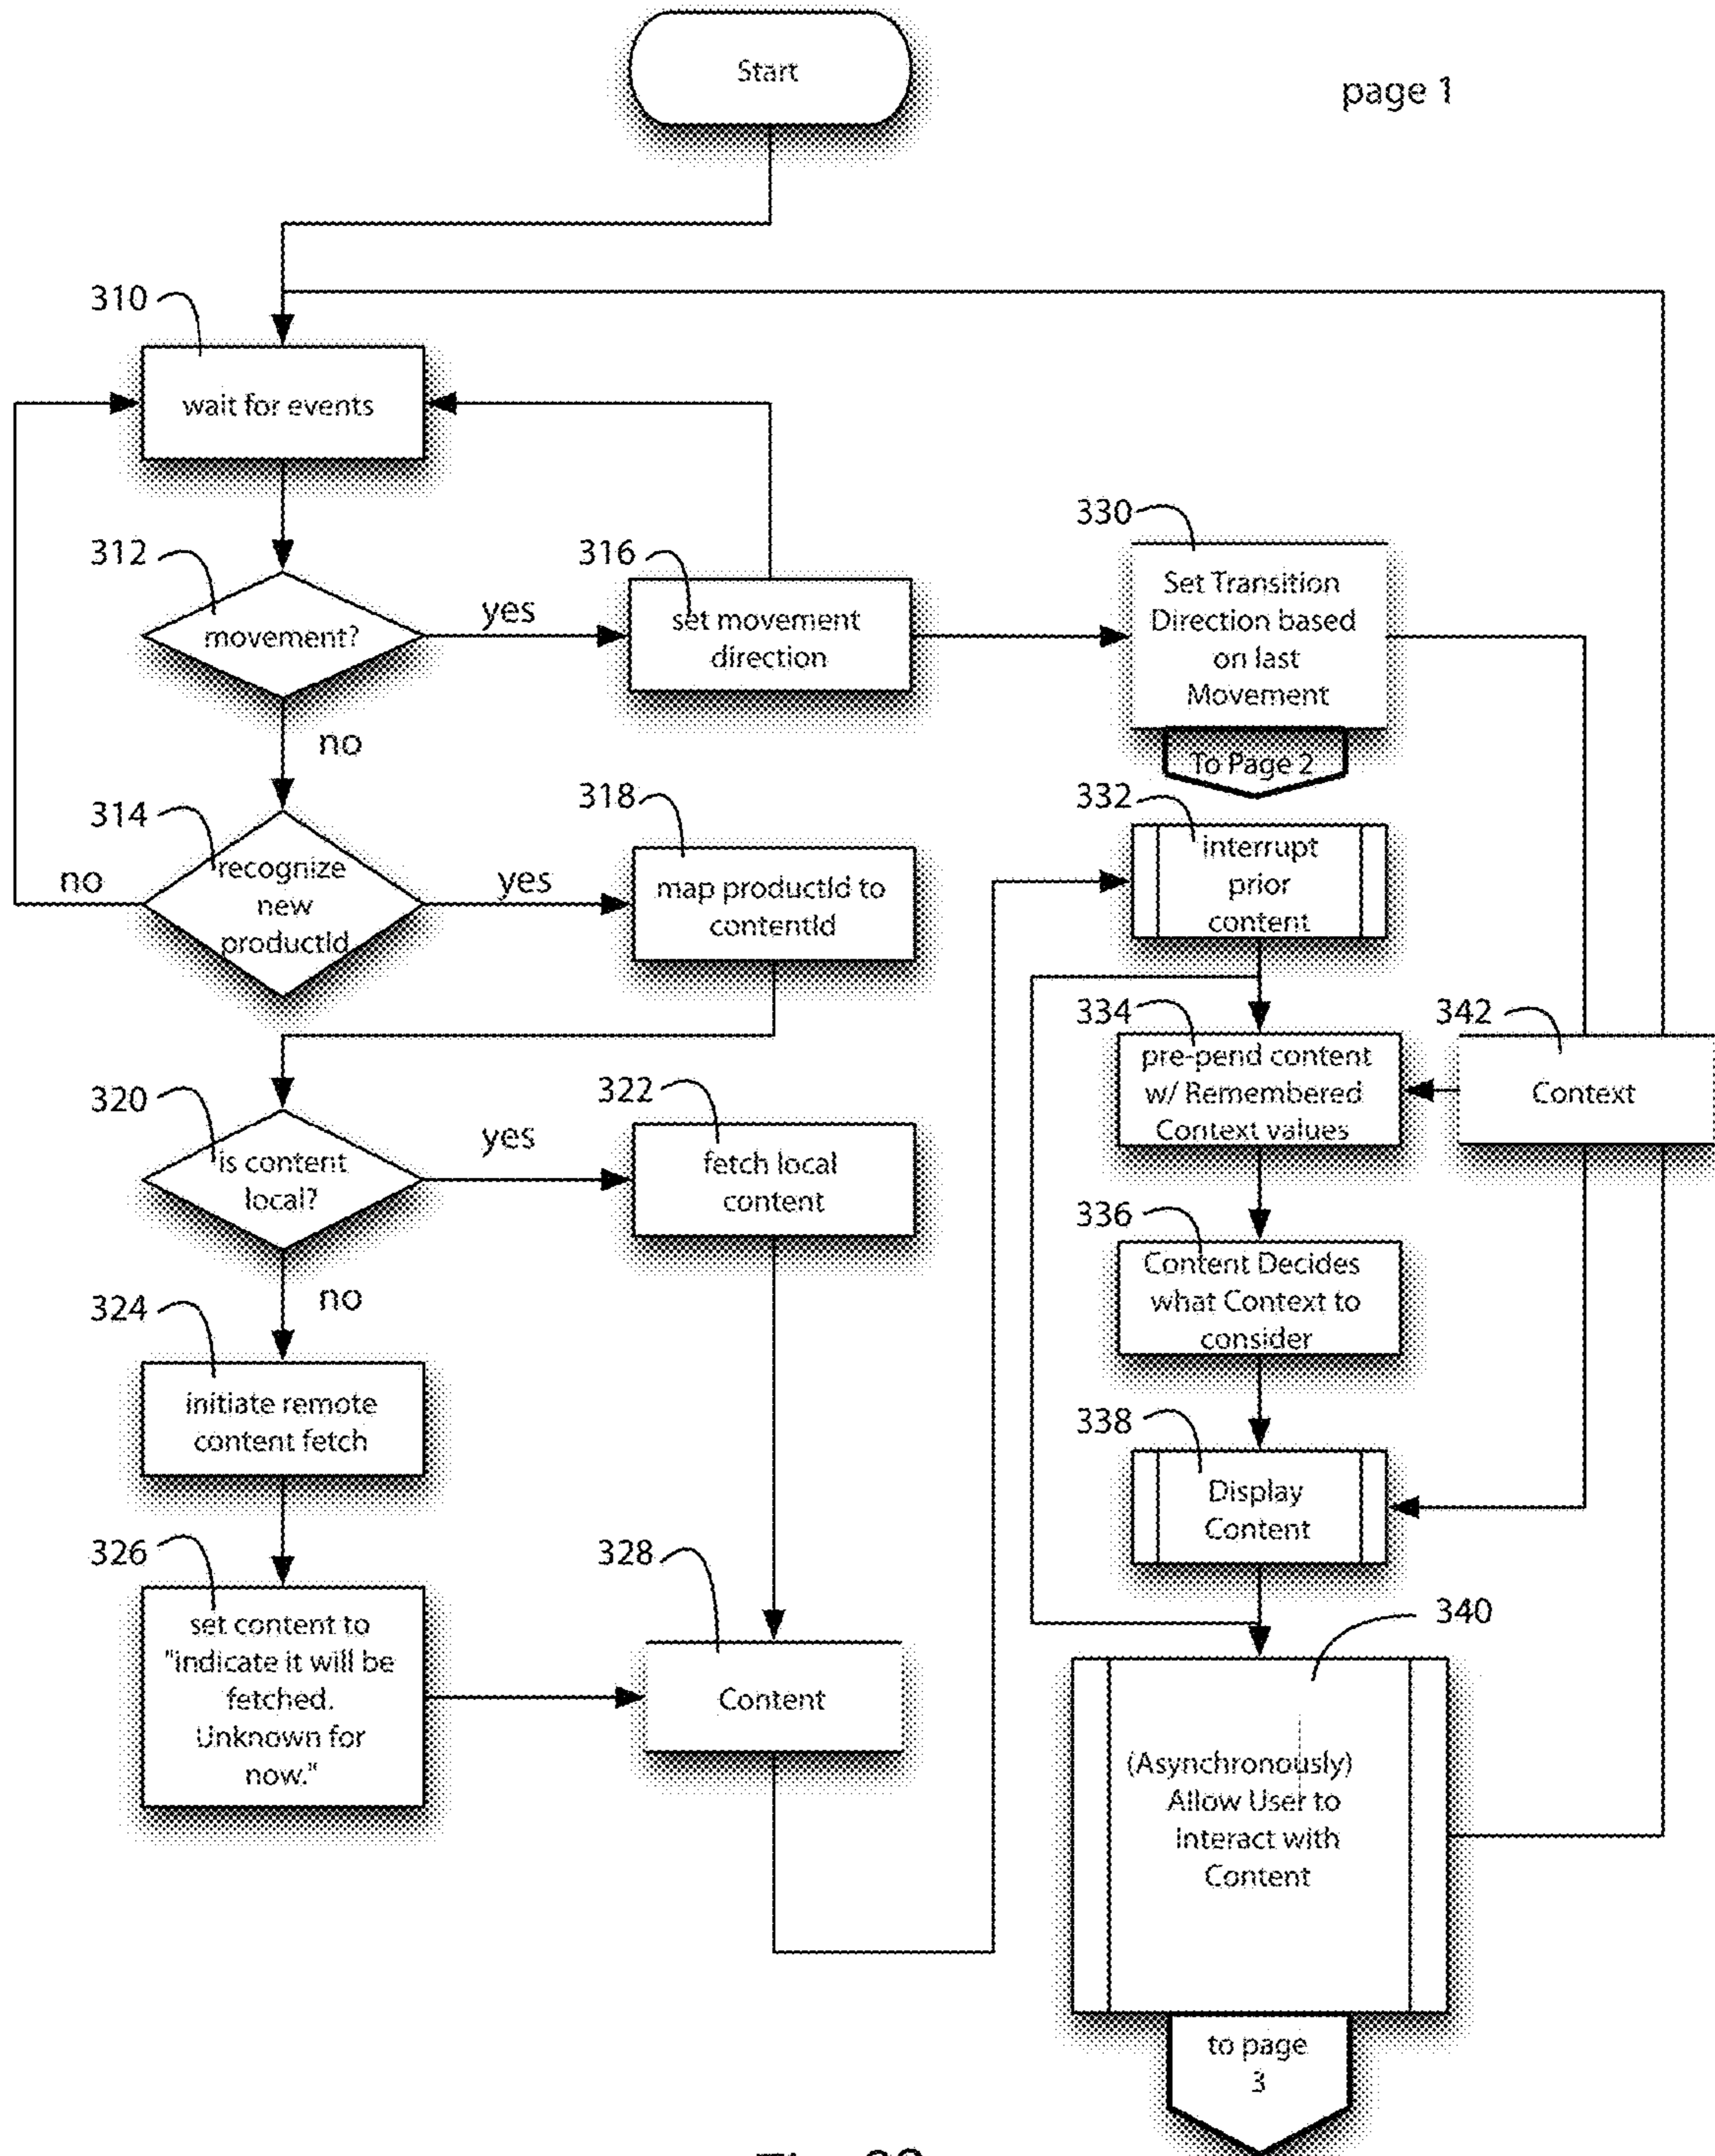 Start
page 1
310
wait for events
312
movement?
yes
316
set movement
direction
330
Set Transition
Direction based
on last
Movement
To Page 2
no
314
recognize
new
productId
no
yes
318
map productId to
contentId
332
interrupt
prior
content
334
pre-pend content
w/ Remembered
Context values
342
Context
320
is content
local?
yes
322
fetch local
content
336
Content Decides
what Context to
consider
no
324
initiate remote
content fetch
338
Display
Content
326
set content to
"indicate it will be
fetched.
Unknown for
now."
328
Content
340
(Asynchronously)
Allow User to
Interact with
Content
to page
3